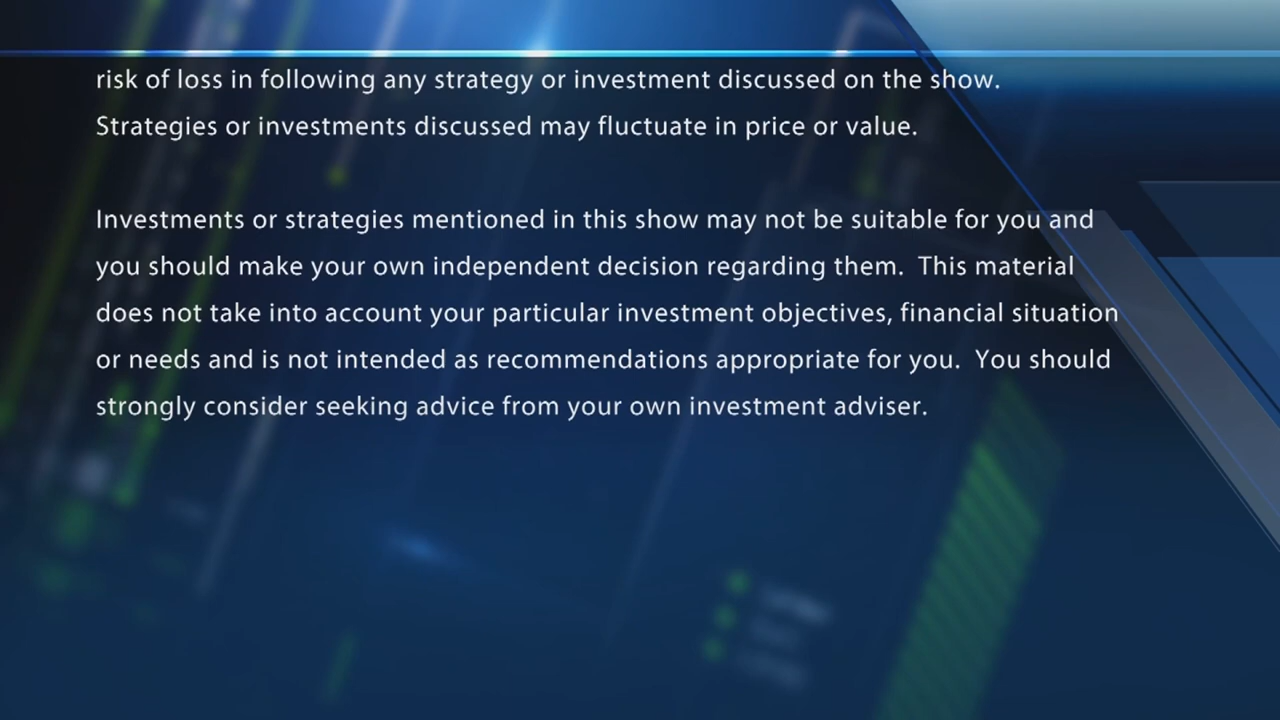 risk of loss in following any strategy or investment discussed on the show.
Strategies or investments discussed may fluctuate in price or value.
Investments or strategies mentioned in this show may not be suitable for you and
you should make your own independent decision regarding them.  This material
does not take into account your particular investment objectives, financial situation
or needs and is not intended as recommendations appropriate for you.  You should
strongly consider seeking advice from your own investment adviser.